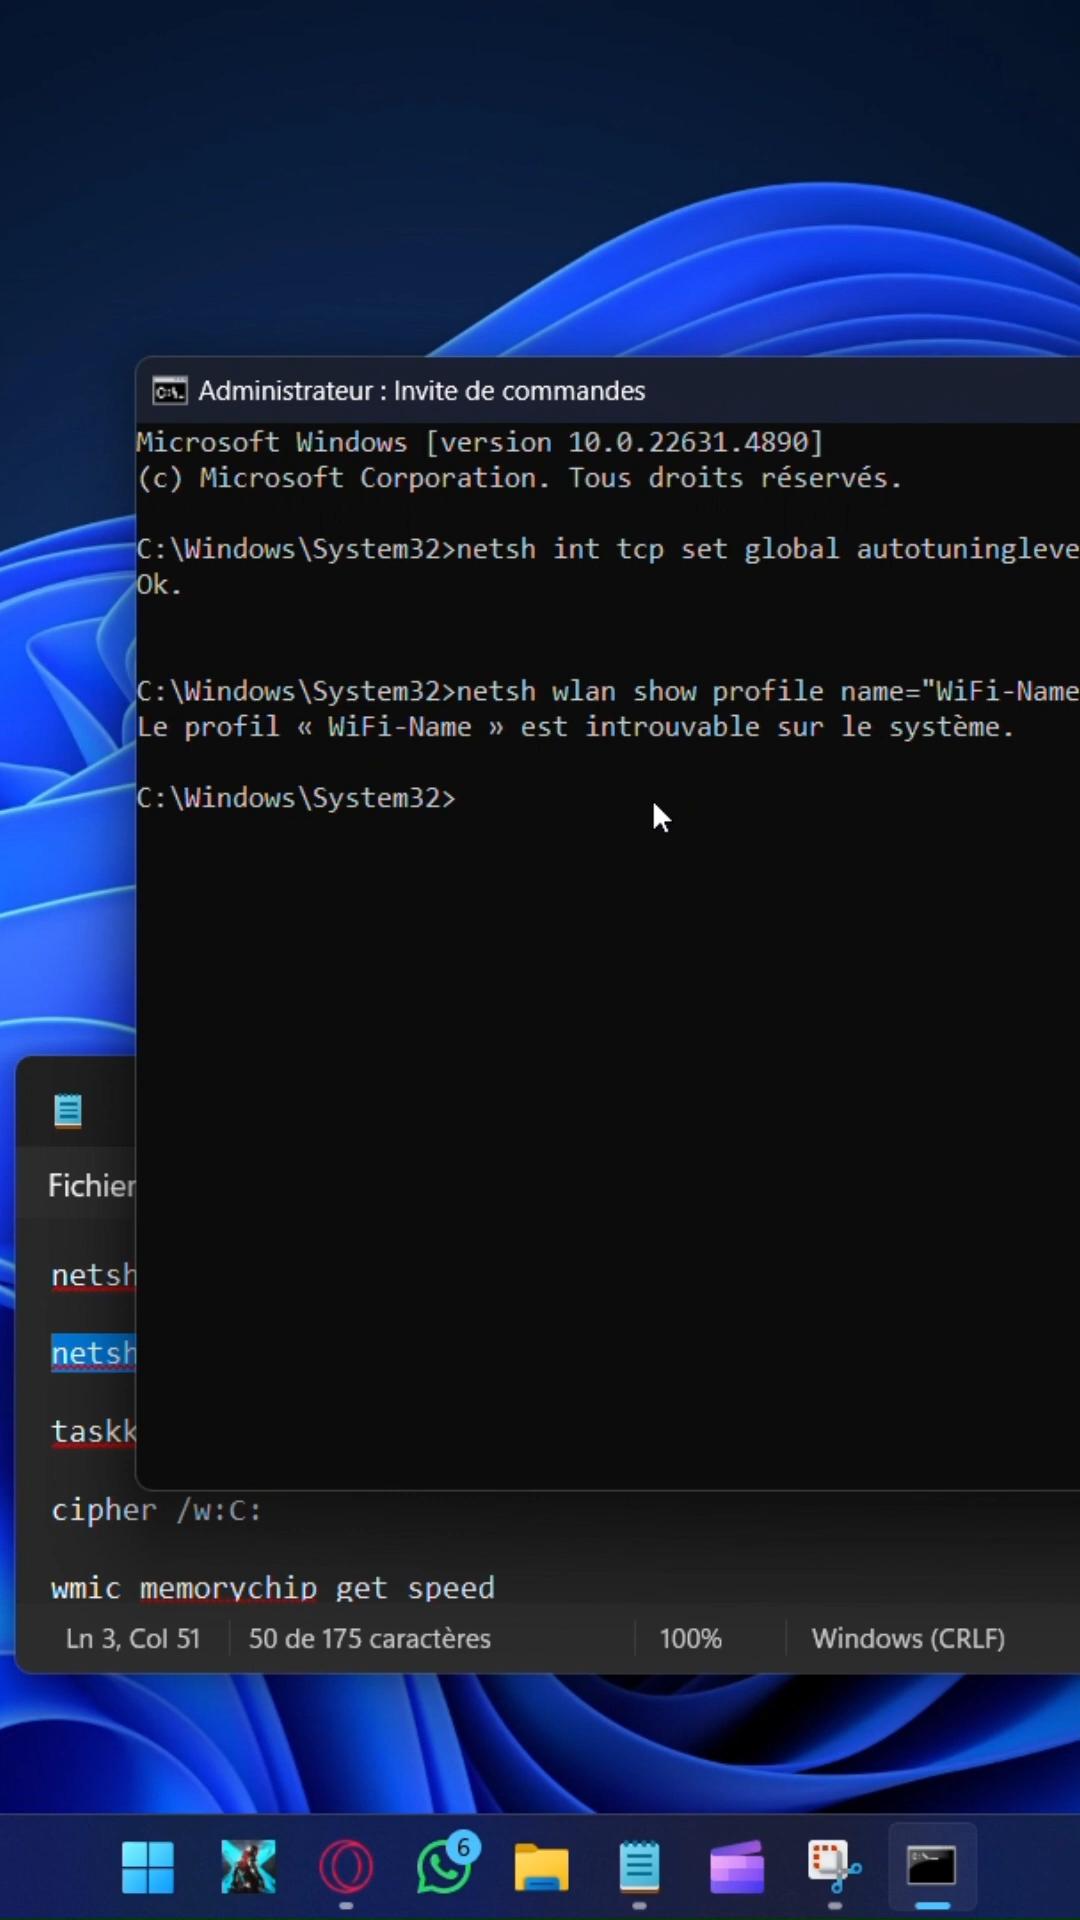 Administrateur : Invite de commandes
Microsoft Windows [version 10.0.22631.4890]
(c) Microsoft Corporation. Tous droits réservés.
C:\Windows\System32>netsh int tcp set global autotuningleve
Ok.
C:\Windows\System32>netsh wlan show profile name="WiFi-Name
Le profil « WiFi-Name » est introuvable sur le système.
C:\Windows\System32>
Fichier
netsh
netsh
taskk
cipher /w:C:
wmic memorychip get speed
Ln 3, Col 51 50 de 175 caractères 100% Windows (CRLF)
6